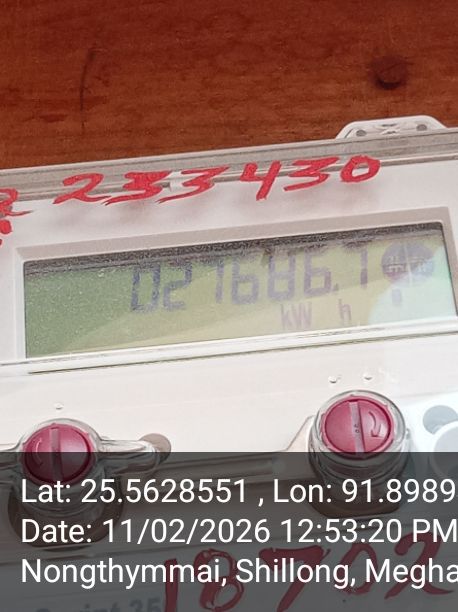 233430
021686.1
kW h
Lat: 25.5628551 , Lon: 91.8989
Date: 11/02/2026 12:53:20 PM
Nongthymmai, Shillong, Megha